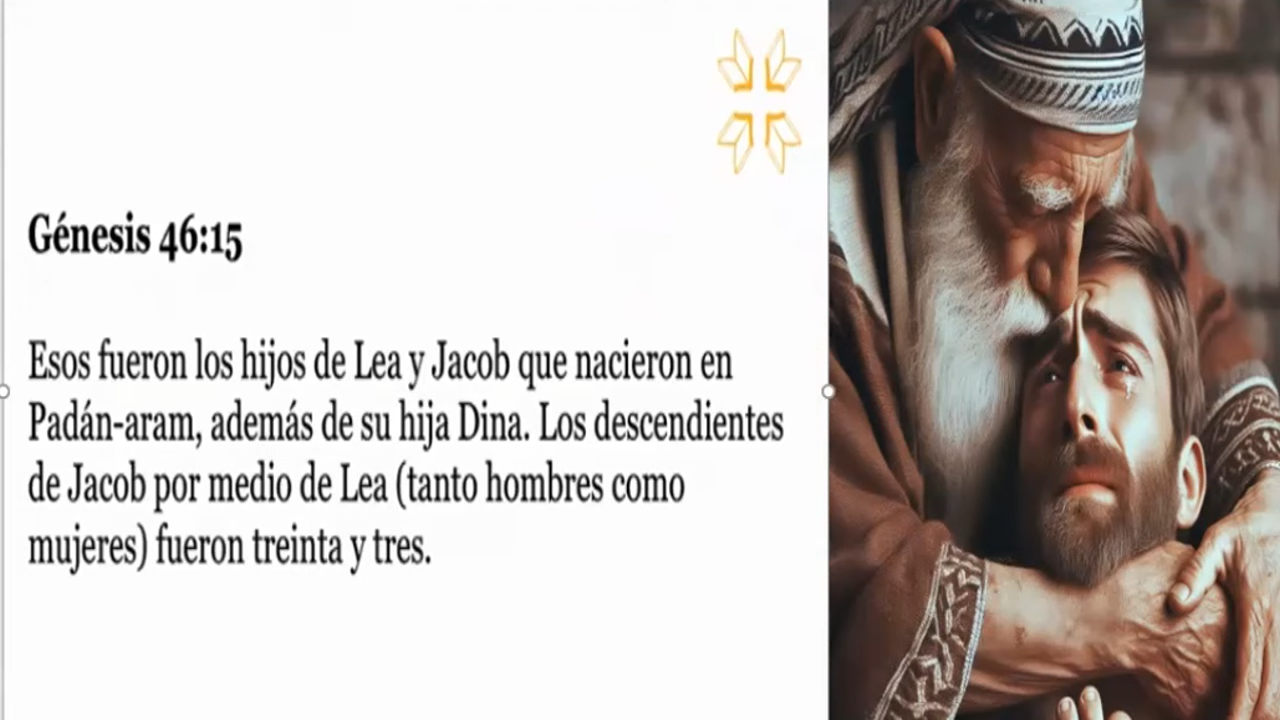 Génesis 46:15
Esos fueron los hijos de Lea y Jacob que nacieron en
Padán-aram, además de su hija Dina. Los descendientes
de Jacob por medio de Lea (tanto hombres como
mujeres) fueron treinta y tres.